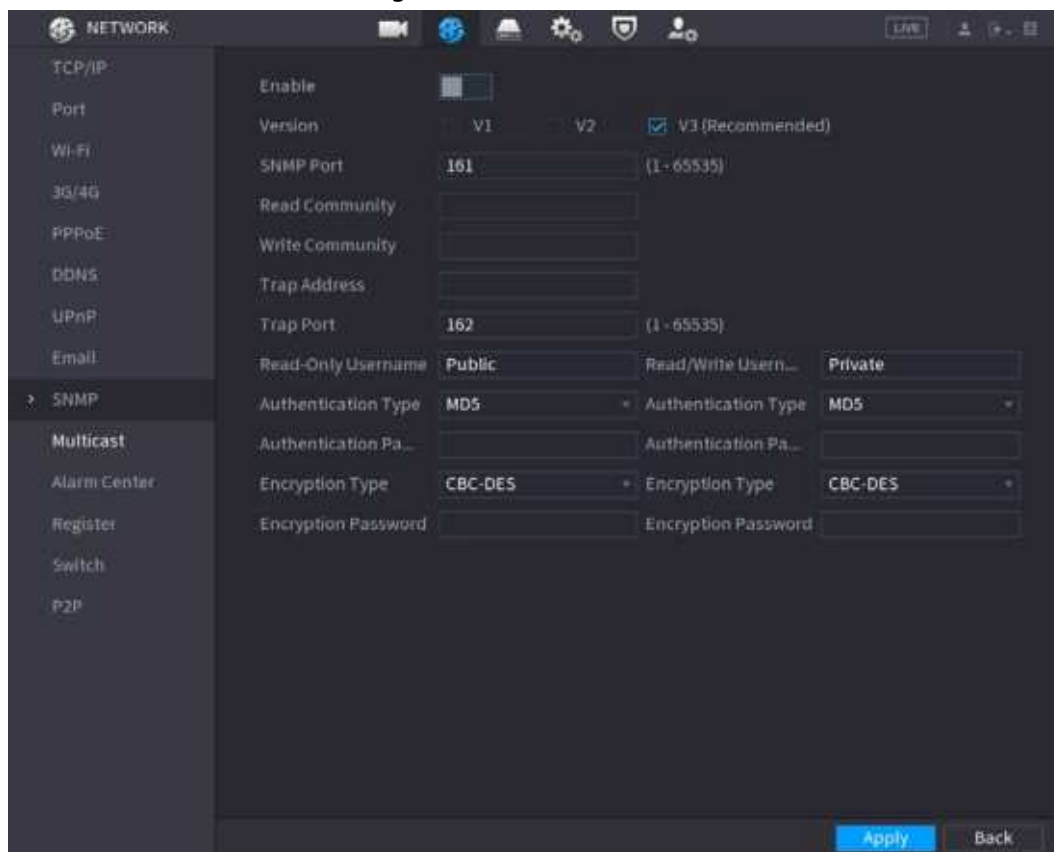 NETWORK
LIVE
TCP/IP
Port
Wi-Fi
3G/4G
PPPoE
DDNS
UPnP
Email
SNMP
Multicast
Alarm Center
Register
Switch
P2P
Enable
Version V1 V2 V3 (Recommended)
SNMP Port 161 (1 - 65535)
Read Community
Write Community
Trap Address
Trap Port 162 (1 - 65535)
Read-Only Username Public Read/Write Usern... Private
Authentication Type MD5 Authentication Type MD5
Authentication Pa... Authentication Pa...
Encryption Type CBC-DES Encryption Type CBC-DES
Encryption Password Encryption Password
Apply Back